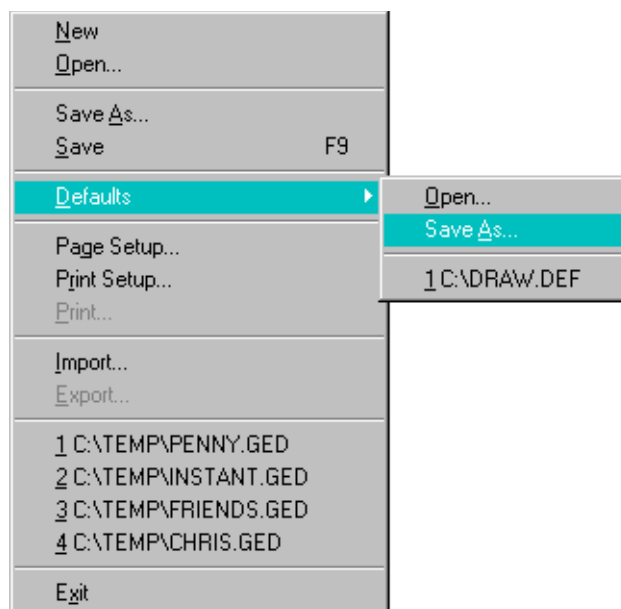 New
Open...
Save As...
Save F9
Defaults
Open...
Save As...
1 C:\DRAW.DEF
Page Setup...
Print Setup...
Print...
Import...
Export...
1 C:\TEMP\PENNY.GED
2 C:\TEMP\INSTANT.GED
3 C:\TEMP\FRIENDS.GED
4 C:\TEMP\CHRIS.GED
Exit